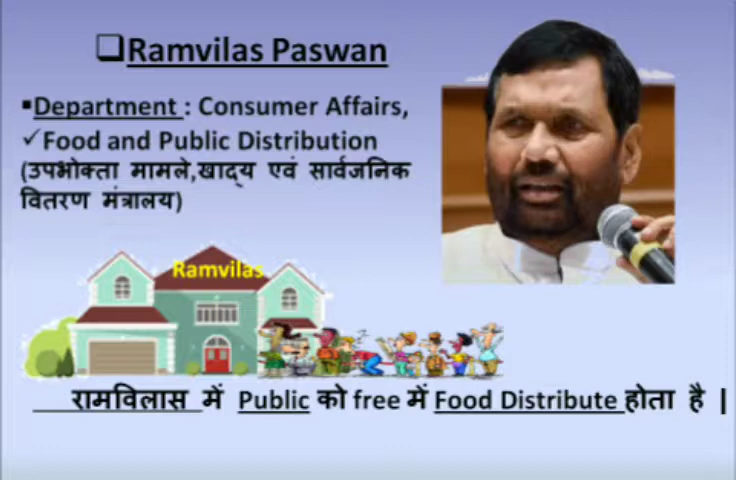 ❑Ramvilas Paswan
▪Department : Consumer Affairs,
✓Food and Public Distribution
(उपभोक्ता मामले,खाद्य एवं सार्वजनिक
वितरण मंत्रालय)
Ramvilas
रामविलास में Public को free में Food Distribute होता है |